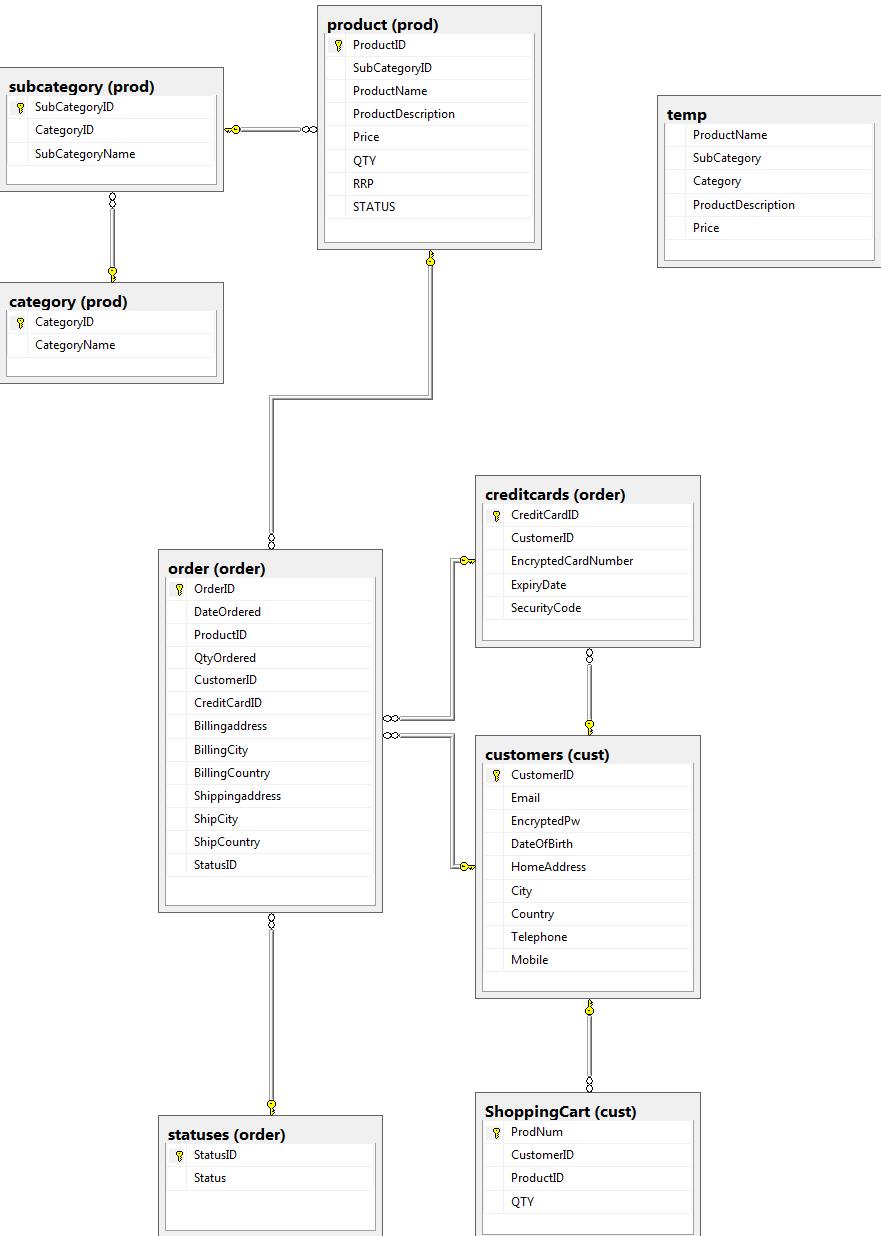 product (prod)
ProductID
SubCategoryID
ProductName
ProductDescription
Price
QTY
RRP
STATUS
subcategory (prod)
SubCategoryID
CategoryID
SubCategoryName
temp
ProductName
SubCategory
Category
ProductDescription
Price
category (prod)
CategoryID
CategoryName
creditcards (order)
CreditCardID
CustomerID
EncryptedCardNumber
ExpiryDate
SecurityCode
order (order)
OrderID
DateOrdered
ProductID
QtyOrdered
CustomerID
CreditCardID
Billingaddress
BillingCity
BillingCountry
Shippingaddress
ShipCity
ShipCountry
StatusID
customers (cust)
CustomerID
Email
EncryptedPw
DateOfBirth
HomeAddress
City
Country
Telephone
Mobile
statuses (order)
StatusID
Status
ShoppingCart (cust)
ProdNum
CustomerID
ProductID
QTY